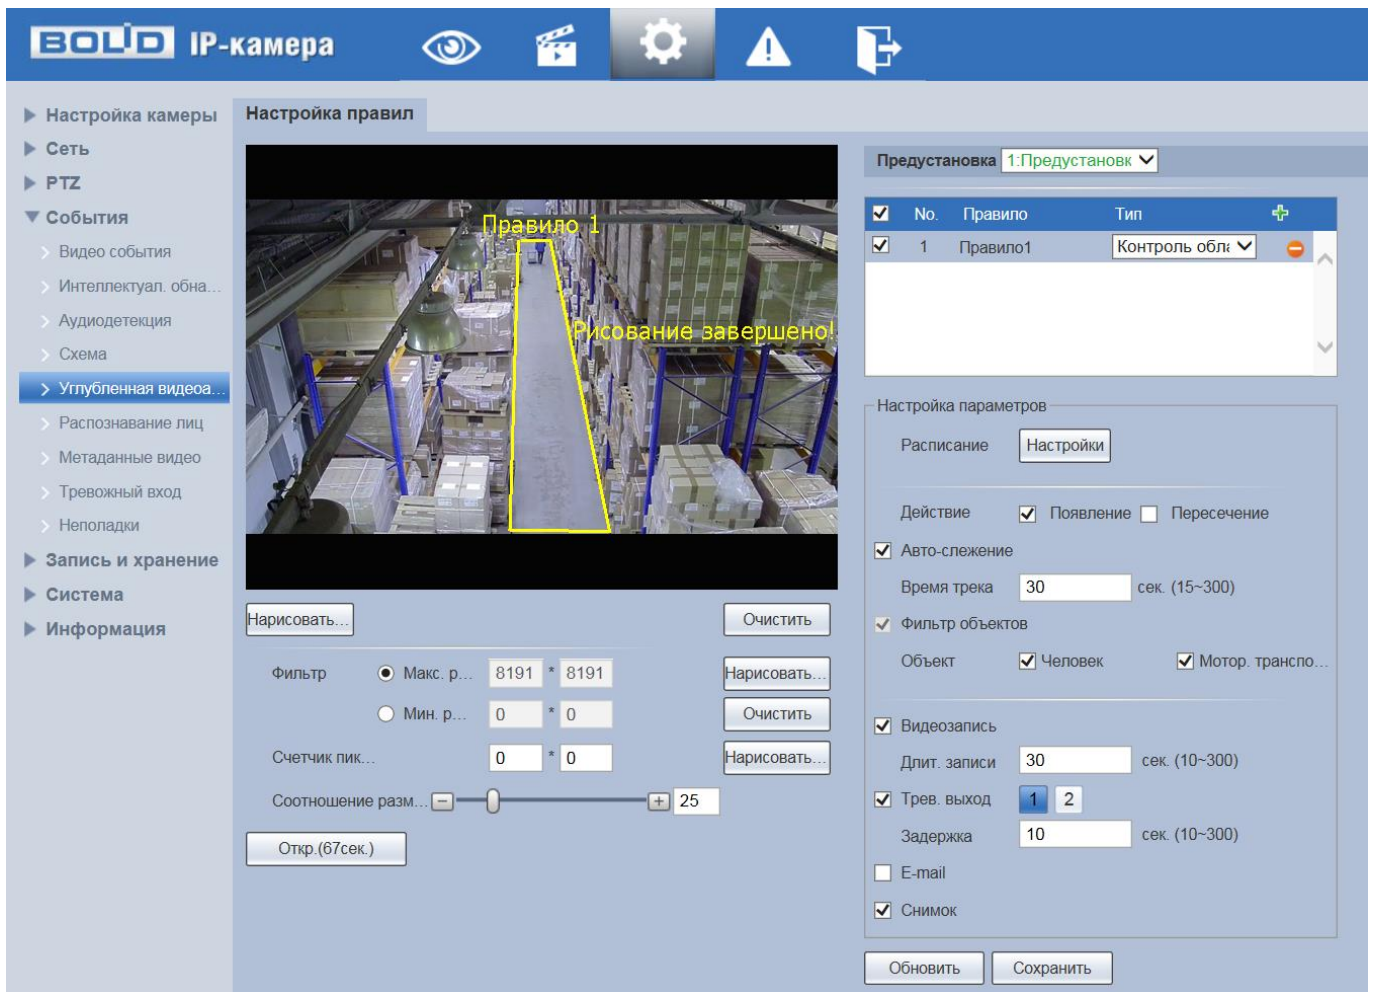 BOLID IP-камера
Настройка камеры
Сеть
PTZ
События
Видео события
Интеллектуал. обна...
Аудиодетекция
Схема
Углубленная видеоа...
Распознавание лиц
Метаданные видео
Тревожный вход
Неполадки
Запись и хранение
Система
Информация
Настройка правил
Правило 1
Рисование завершено!
Нарисовать... Очистить
Фильтр Макс. р... 8191 * 8191 Нарисовать...
Мин. р... 0 * 0 Очистить
Счетчик пик... 0 * 0 Нарисовать...
Соотношение разм... 25
Откр.(67сек.)
Предустановка 1:Предустановк
No. Правило Тип
1 Правило1 Контроль обла
Настройка параметров
Расписание Настройки
Действие Появление Пересечение
Авто-слежение
Время трека 30 сек. (15~300)
Фильтр объектов
Объект Человек Мотор. транспо...
Видеозапись
Длит. записи 30 сек. (10~300)
Трев. выход 1 2
Задержка 10 сек. (10~300)
E-mail
Снимок
Обновить Сохранить